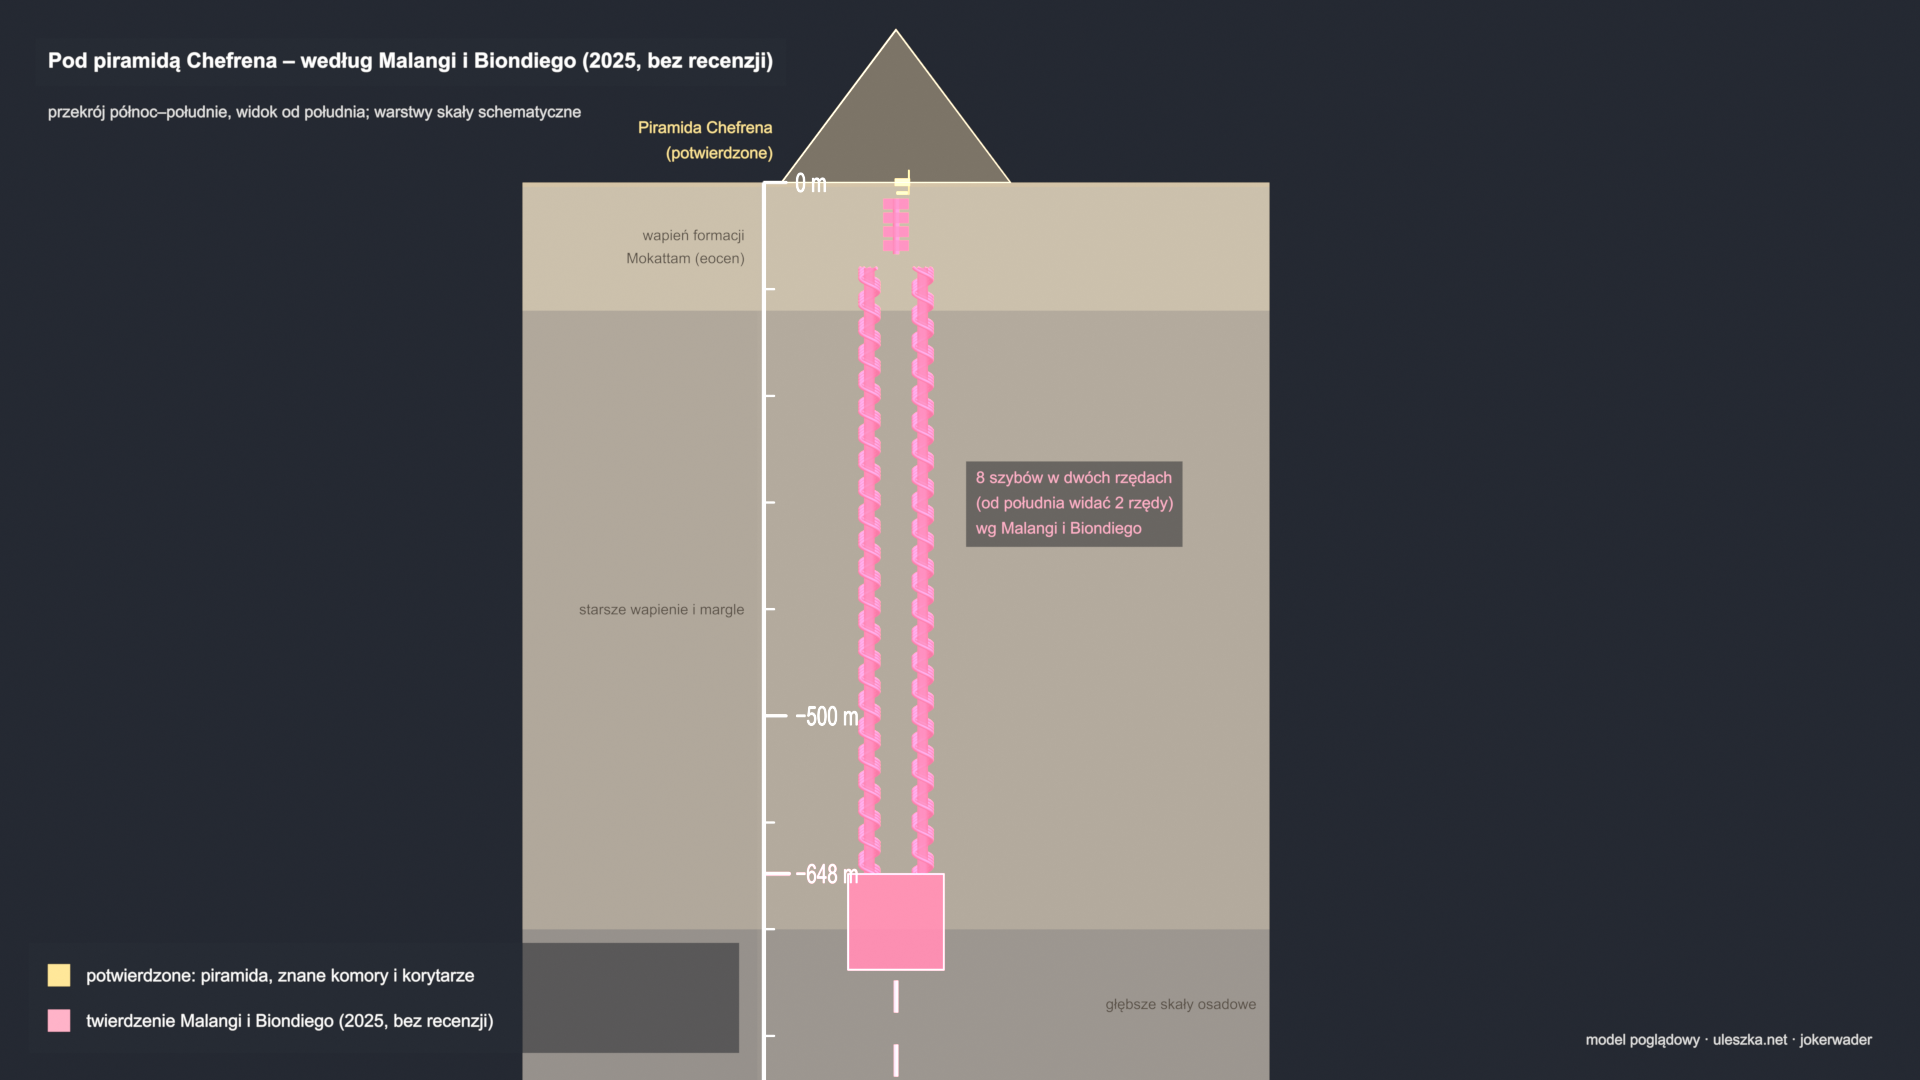 Pod piramidą Chefrena – według Malangi i Biondiego (2025, bez recenzji)
przekrój północ–południe, widok od południa; warstwy skały schematyczne
Piramida Chefrena
(potwierdzone)
0 m
wapień formacji
Mokattam (eocen)
8 szybów w dwóch rzędach
(od południa widać 2 rzędy)
wg Malangi i Biondiego
starsze wapienie i margle
−500 m
−648 m
potwierdzone: piramida, znane komory i korytarze
twierdzenie Malangi i Biondiego (2025, bez recenzji)
głębsze skały osadowe
model poglądowy · uleszka.net · jokerwader